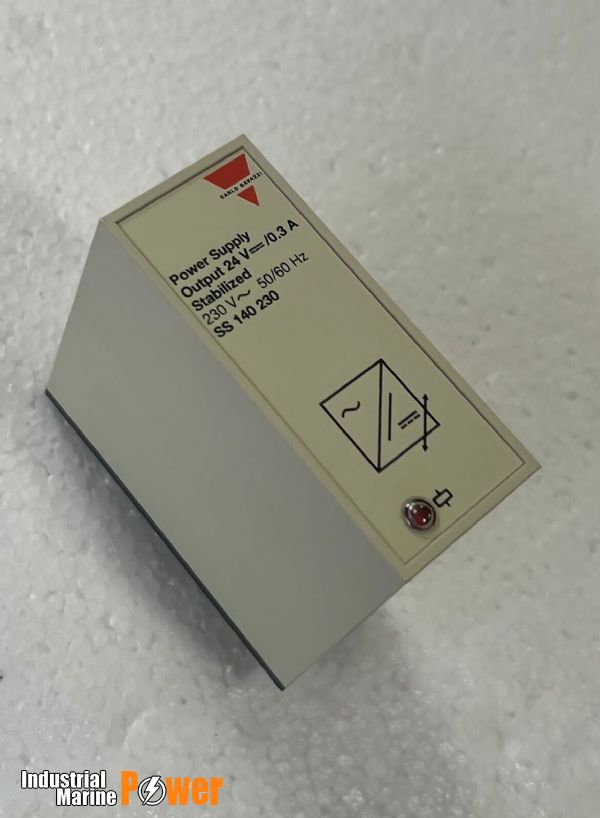 CARLO GAVAZZI
Power Supply
Output 24 V⎓/0.3 A
Stabilized
230 V~ 50/60 Hz
SS 140 230
Industrial
Marine Power